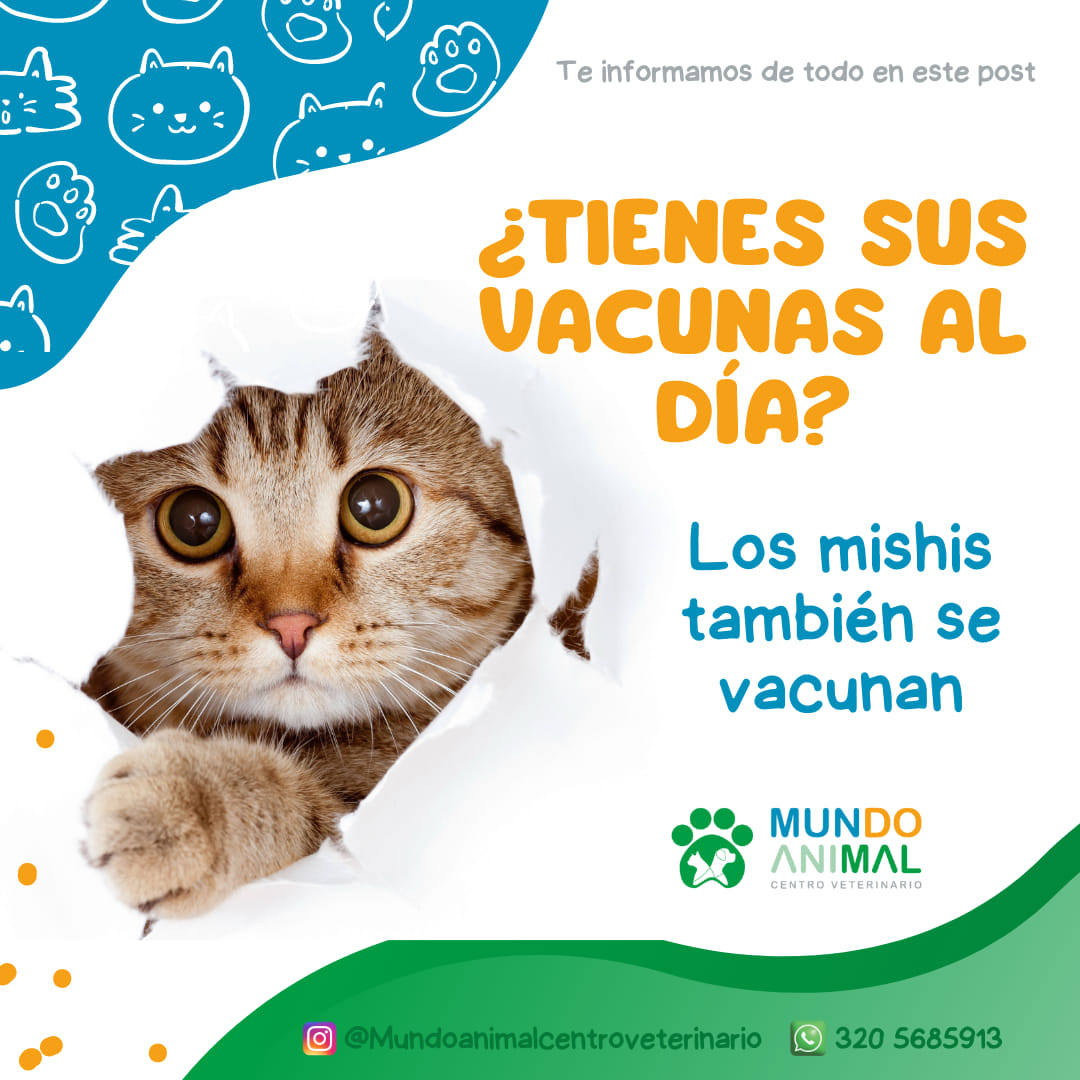 Te informamos de todo en este post
¿TIENES SUS
VACUNAS AL
DÍA?
Los mishis
también se
vacunan
MUNDO
ANIMAL
CENTRO VETERINARIO
@Mundoanimalcentroveterinario 320 5685913